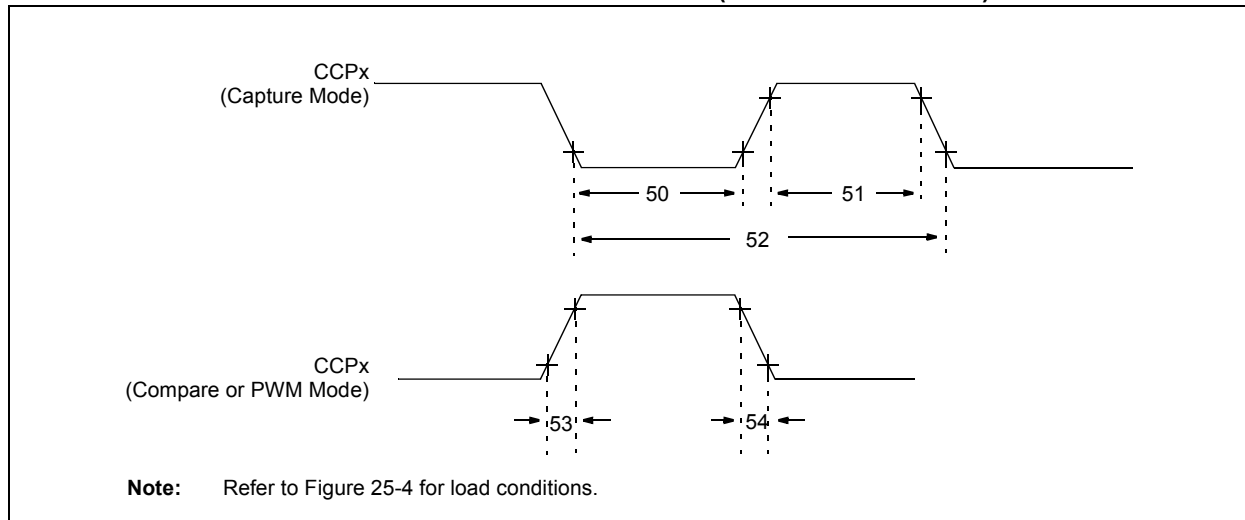 CCPx
(Capture Mode)
50
51
52
CCPx
(Compare or PWM Mode)
53
54
Note: Refer to Figure 25-4 for load conditions.